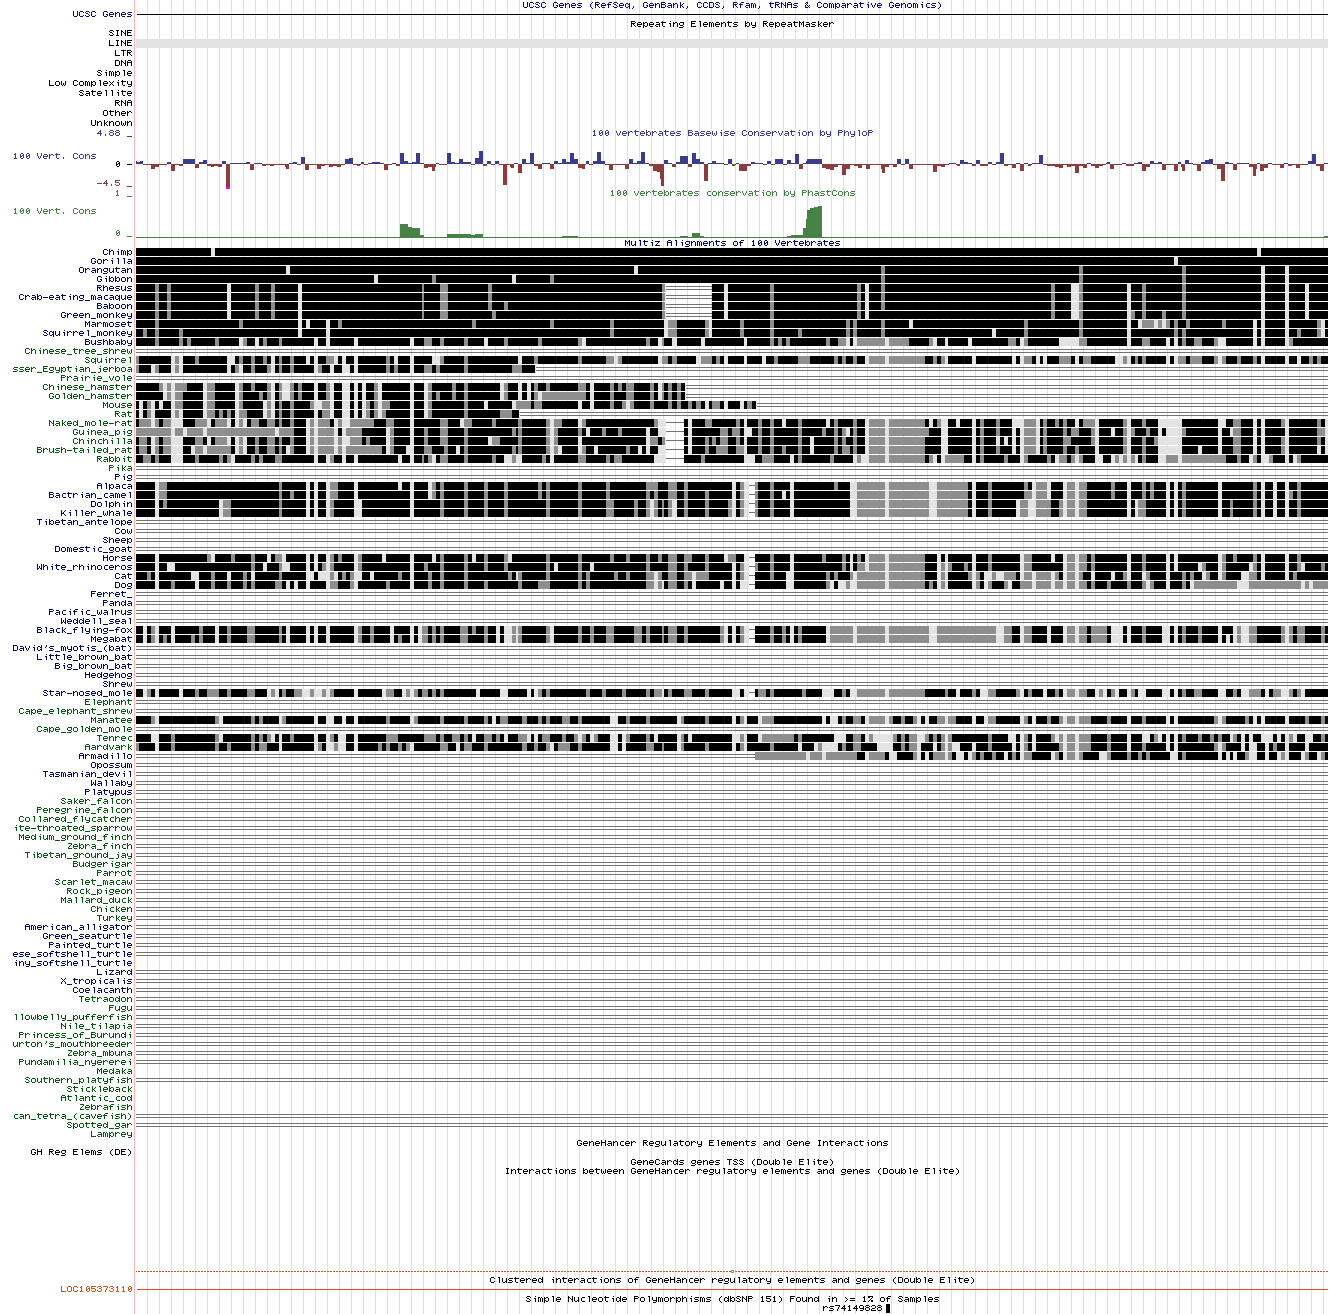 UCSC Genes (RefSeq, GenBank, CCDS, Rfam, tRNAs & Comparative Genomics)
UCSC Genes
Repeating Elements by RepeatMasker
SINE
LINE
LTR
DNA
Simple
Low Complexity
Satellite
RNA
Other
Unknown
4.88 _
100 vertebrates Basewise Conservation by PhyloP
100 Vert. Cons
0 -
-4.5 _
100 vertebrates conservation by PhastCons
1 _
100 Vert. Cons
0 _
Multiz Alignments of 100 Vertebrates
Chimp
Gorilla
Orangutan
Gibbon
Rhesus
Crab-eating_macaque
Baboon
Green_monkey
Marmoset
Squirrel_monkey
Bushbaby
Chinese_tree_shrew
Squirrel
sser_Egyptian_jerboa
Prairie_vole
Chinese_hamster
Golden_hamster
Mouse
Rat
Naked_mole-rat
Guinea_pig
Chinchilla
Brush-tailed_rat
Rabbit
Pika
Pig
Alpaca
Bactrian_camel
Dolphin
Killer_whale
Tibetan_antelope
Cow
Sheep
Domestic_goat
Horse
White_rhinoceros
Cat
Dog
Ferret_
Panda
Pacific_walrus
Weddell_seal
Black_flying-fox
Megabat
David's_myotis_(bat)
Little_brown_bat
Big_brown_bat
Hedgehog
Shrew
Star-nosed_mole
Elephant
Cape_elephant_shrew
Manatee
Cape_golden_mole
Tenrec
Aardvark
Armadillo
Opossum
Tasmanian_devil
Wallaby
Platypus
Saker_falcon
Peregrine_falcon
Collared_flycatcher
ite-throated_sparrow
Medium_ground_finch
Zebra_finch
Tibetan_ground_jay
Budgerigar
Parrot
Scarlet_macaw
Rock_pigeon
Mallard_duck
Chicken
Turkey
American_alligator
Green_seaturtle
Painted_turtle
ese_softshell_turtle
iny_softshell_turtle
Lizard
X_tropicalis
Coelacanth
Tetraodon
Fugu
llowbelly_pufferfish
Nile_tilapia
Princess_of_Burundi
urton's_mouthbreeder
Zebra_mbuna
Pundamilia_nyererei
Medaka
Southern_platyfish
Stickleback
Atlantic_cod
Zebrafish
can_tetra_(cavefish)
Spotted_gar
Lamprey
GeneHancer Regulatory Elements and Gene Interactions
GH Reg Elems (DE)
GeneCards genes TSS (Double Elite)
Interactions between GeneHancer regulatory elements and genes (Double Elite)
Clustered interactions of GeneHancer regulatory elements and genes (Double Elite)
LOC105373110
Simple Nucleotide Polymorphisms (dbSNP 151) Found in >= 1% of Samples
rs74149828